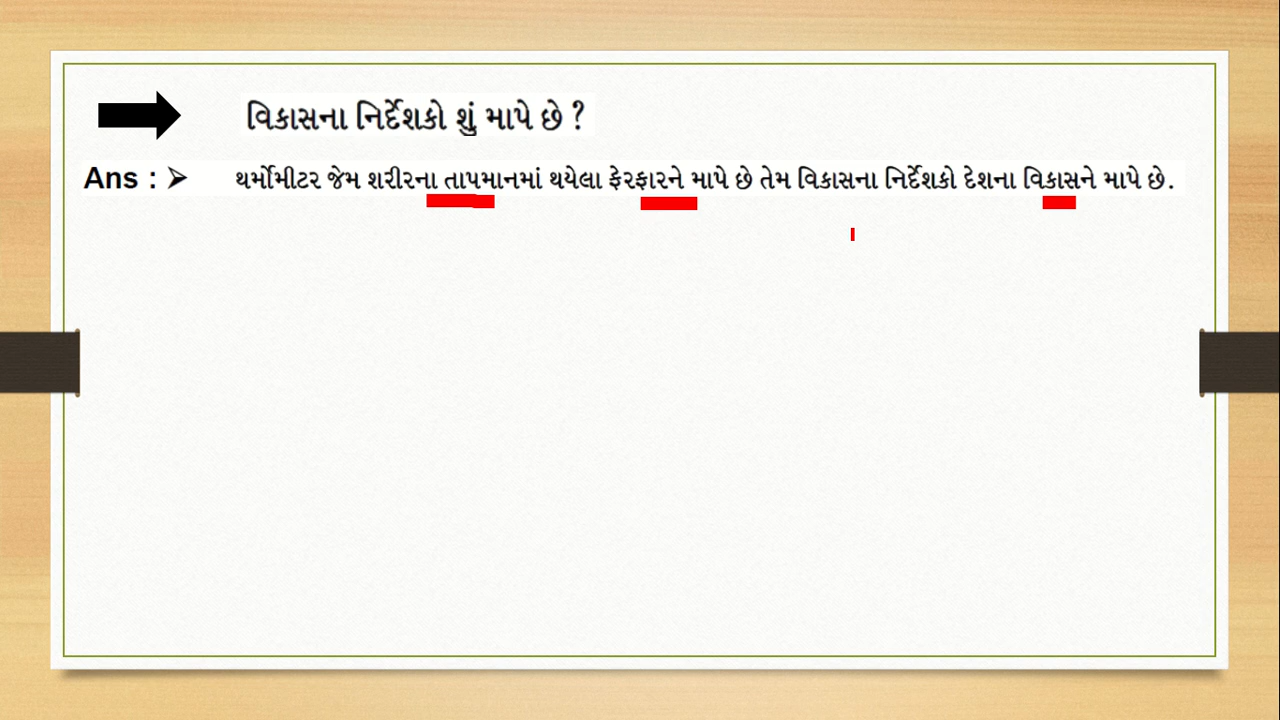 વિકાસના નિર્દેશકો શું માપે છે ?
Ans : ➢ થર્મોમીટર જેમ શરીરના તાપમાનમાં થયેલા ફેરફારને માપે છે તેમ વિકાસના નિર્દેશકો દેશના વિકાસને માપે છે.